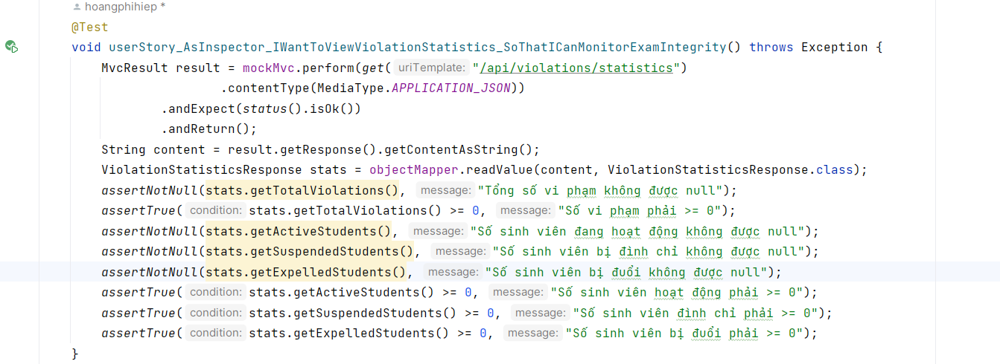 hoangphihiep *
@Test
void userStory_AsInspector_IWantToViewViolationStatistics_SoThatICanMonitorExamIntegrity() throws Exception {
MvcResult result = mockMvc.perform(get( uriTemplate: "/api/violations/statistics")
.contentType(MediaType.APPLICATION_JSON))
.andExpect(status().isOk())
.andReturn();
String content = result.getResponse().getContentAsString();
ViolationStatisticsResponse stats = objectMapper.readValue(content, ViolationStatisticsResponse.class);
assertNotNull(stats.getTotalViolations(), message: "Tổng số vi phạm không được null");
assertTrue( condition: stats.getTotalViolations() >= 0, message: "Số vi phạm phải >= 0");
assertNotNull(stats.getActiveStudents(), message: "Số sinh viên đang hoạt động không được null");
assertNotNull(stats.getSuspendedStudents(), message: "Số sinh viên bị đình chỉ không được null");
assertNotNull(stats.getExpelledStudents(), message: "Số sinh viên bị đuổi không được null");
assertTrue( condition: stats.getActiveStudents() >= 0, message: "Số sinh viên hoạt động phải >= 0");
assertTrue( condition: stats.getSuspendedStudents() >= 0, message: "Số sinh viên đình chỉ phải >= 0");
assertTrue( condition: stats.getExpelledStudents() >= 0, message: "Số sinh viên bị đuổi phải >= 0");
}